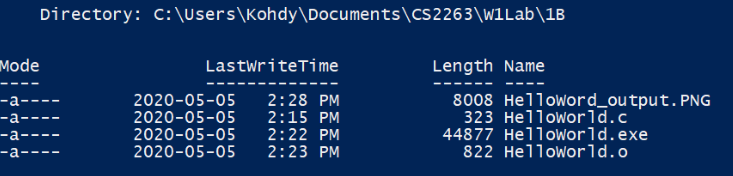 Directory: C:\Users\Kohdy\Documents\CS2263\W1Lab\1B
Mode LastWriteTime Length Name
---- ------------- ------ ----
-a---- 2020-05-05 2:28 PM 8008 HelloWord_output.PNG
-a---- 2020-05-05 2:15 PM 323 HelloWorld.c
-a---- 2020-05-05 2:22 PM 44877 HelloWorld.exe
-a---- 2020-05-05 2:23 PM 822 HelloWorld.o